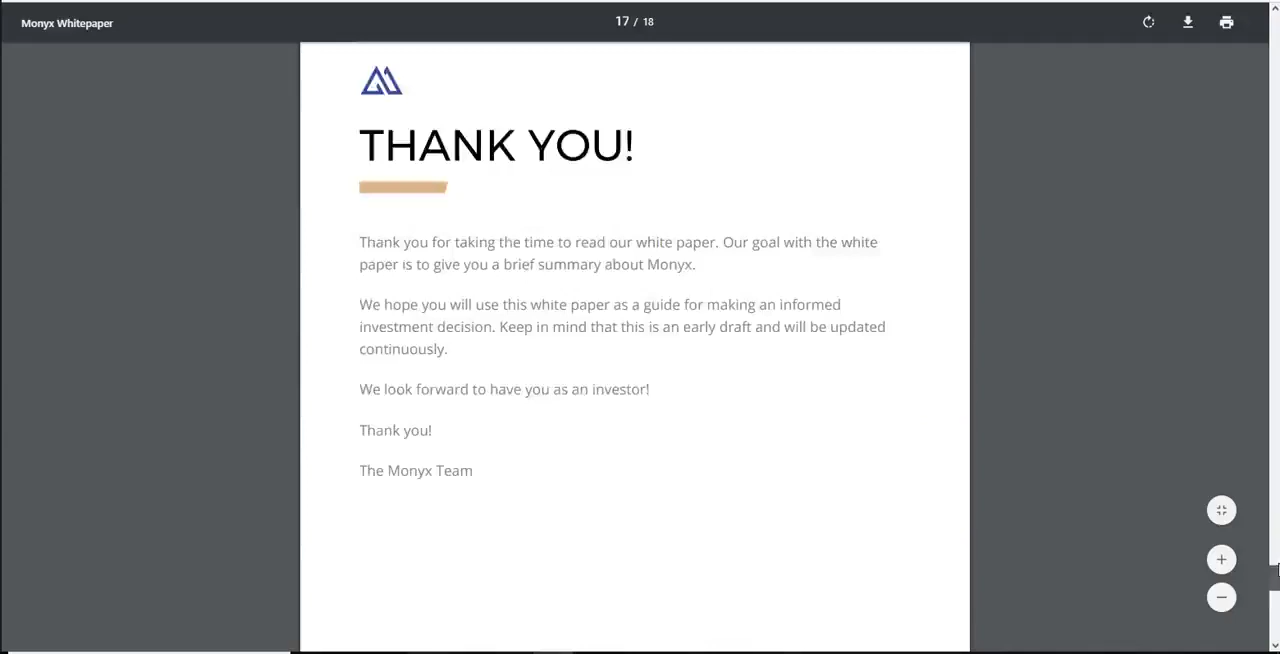 Monyx Whitepaper
17 / 18
THANK YOU!
Thank you for taking the time to read our white paper. Our goal with the white
paper is to give you a brief summary about Monyx.
We hope you will use this white paper as a guide for making an informed
investment decision. Keep in mind that this is an early draft and will be updated
continuously.
We look forward to have you as an investor!
Thank you!
The Monyx Team